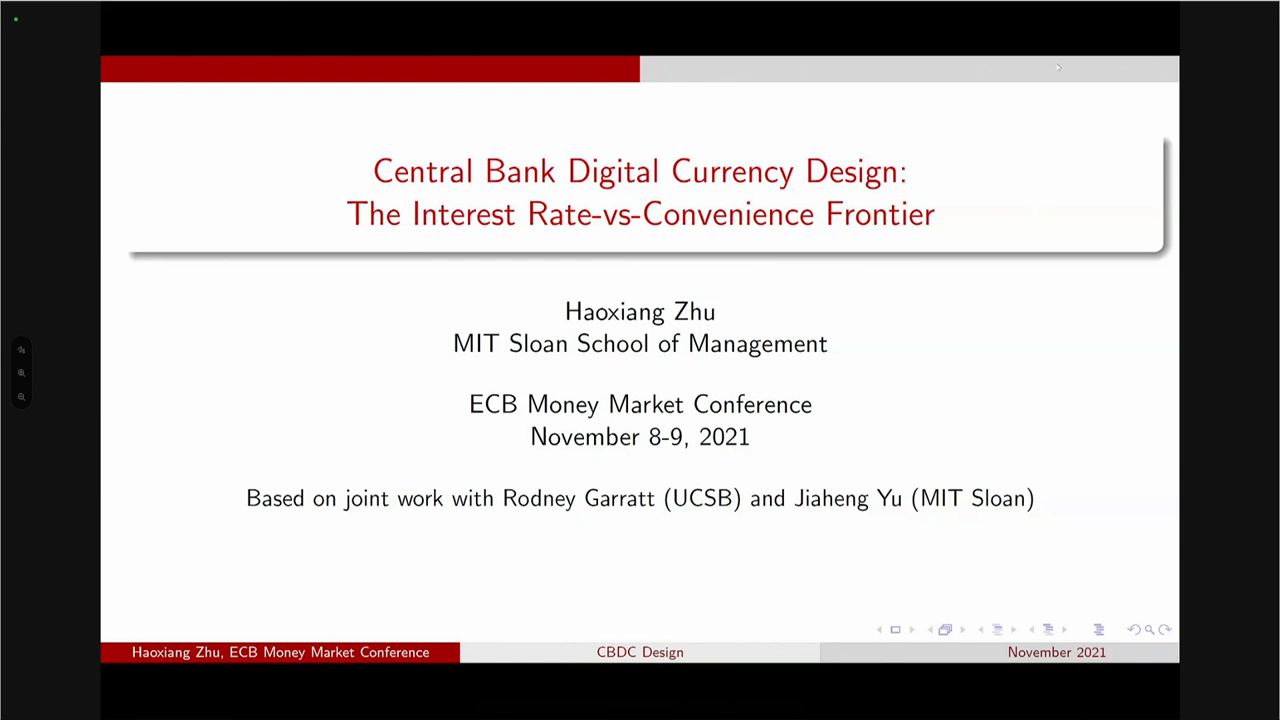 Central Bank Digital Currency Design:
The Interest Rate-vs-Convenience Frontier
Haoxiang Zhu
MIT Sloan School of Management
ECB Money Market Conference
November 8-9, 2021
Based on joint work with Rodney Garratt (UCSB) and Jiaheng Yu (MIT Sloan)
Haoxiang Zhu, ECB Money Market Conference
CBDC Design
November 2021